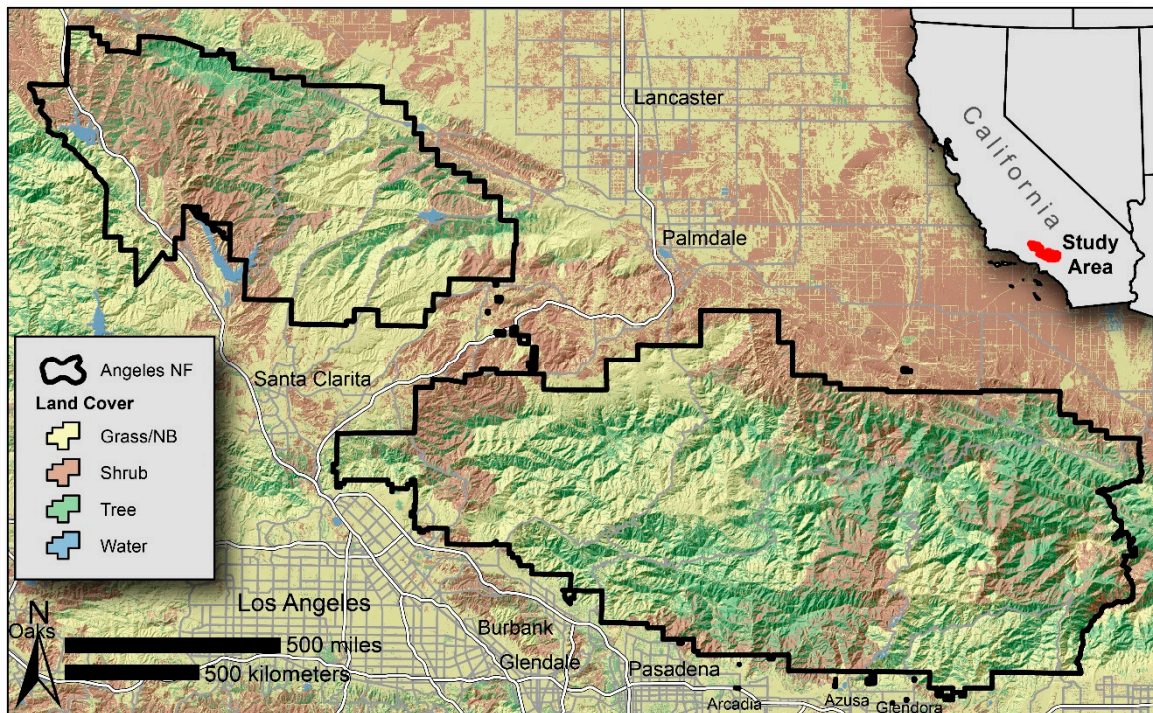 Lancaster
California
Palmdale
Study
Area
Angeles NF
Land Cover
Grass/NB
Shrub
Tree
Water
Santa Clarita
N
Oaks
Los Angeles
500 miles
500 kilometers
Burbank
Glendale
Pasadena
Arcadia
Azusa
Glendora